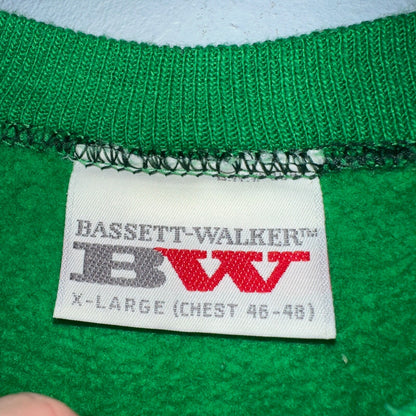 BASSETT-WALKER™
BW
X-LARGE (CHEST 46-48)